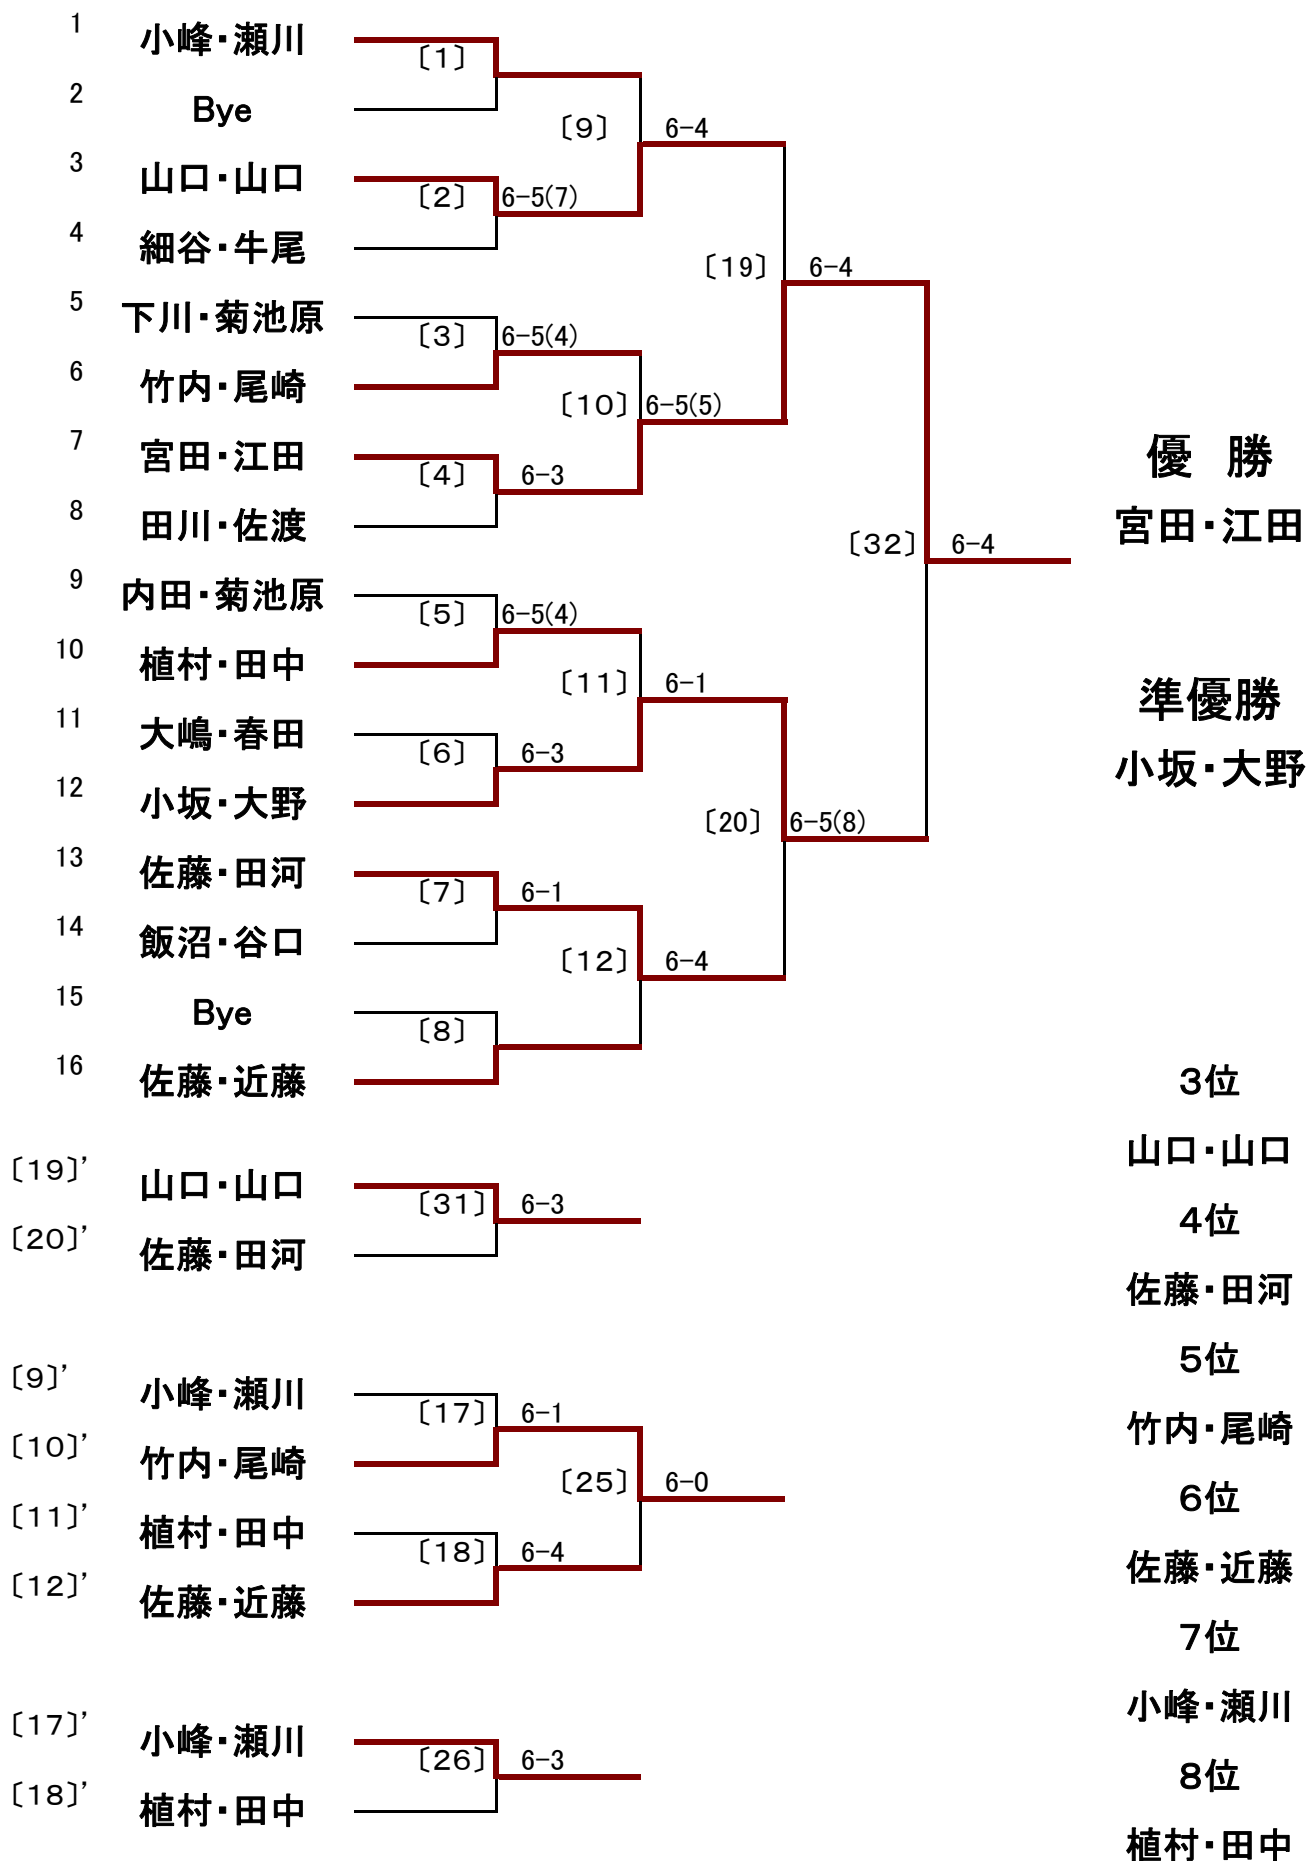 1 小峰・瀬川
〔1〕
2 Bye
〔9〕 6-4
3 山口・山口
〔2〕 6-5(7)
4 細谷・牛尾
〔19〕 6-4
5 下川・菊池原
〔3〕 6-5(4)
6 竹内・尾崎
〔10〕 6-5(5)
7 宮田・江田
〔4〕 6-3
8 田川・佐渡
〔32〕 6-4
9 内田・菊池原
〔5〕 6-5(4)
10 植村・田中
〔11〕 6-1
11 大嶋・春田
〔6〕 6-3
12 小坂・大野
〔20〕 6-5(8)
13 佐藤・田河
〔7〕 6-1
14 飯沼・谷口
〔12〕 6-4
15 Bye
〔8〕
16 佐藤・近藤
優 勝
宮田・江田
準優勝
小坂・大野
〔19〕’ 山口・山口
〔31〕 6-3
〔20〕’ 佐藤・田河
〔9〕’ 小峰・瀬川
〔17〕 6-1
〔10〕’ 竹内・尾崎
〔25〕 6-0
〔11〕’ 植村・田中
〔18〕 6-4
〔12〕’ 佐藤・近藤
〔17〕’ 小峰・瀬川
〔26〕 6-3
〔18〕’ 植村・田中
3位
山口・山口
4位
佐藤・田河
5位
竹内・尾崎
6位
佐藤・近藤
7位
小峰・瀬川
8位
植村・田中